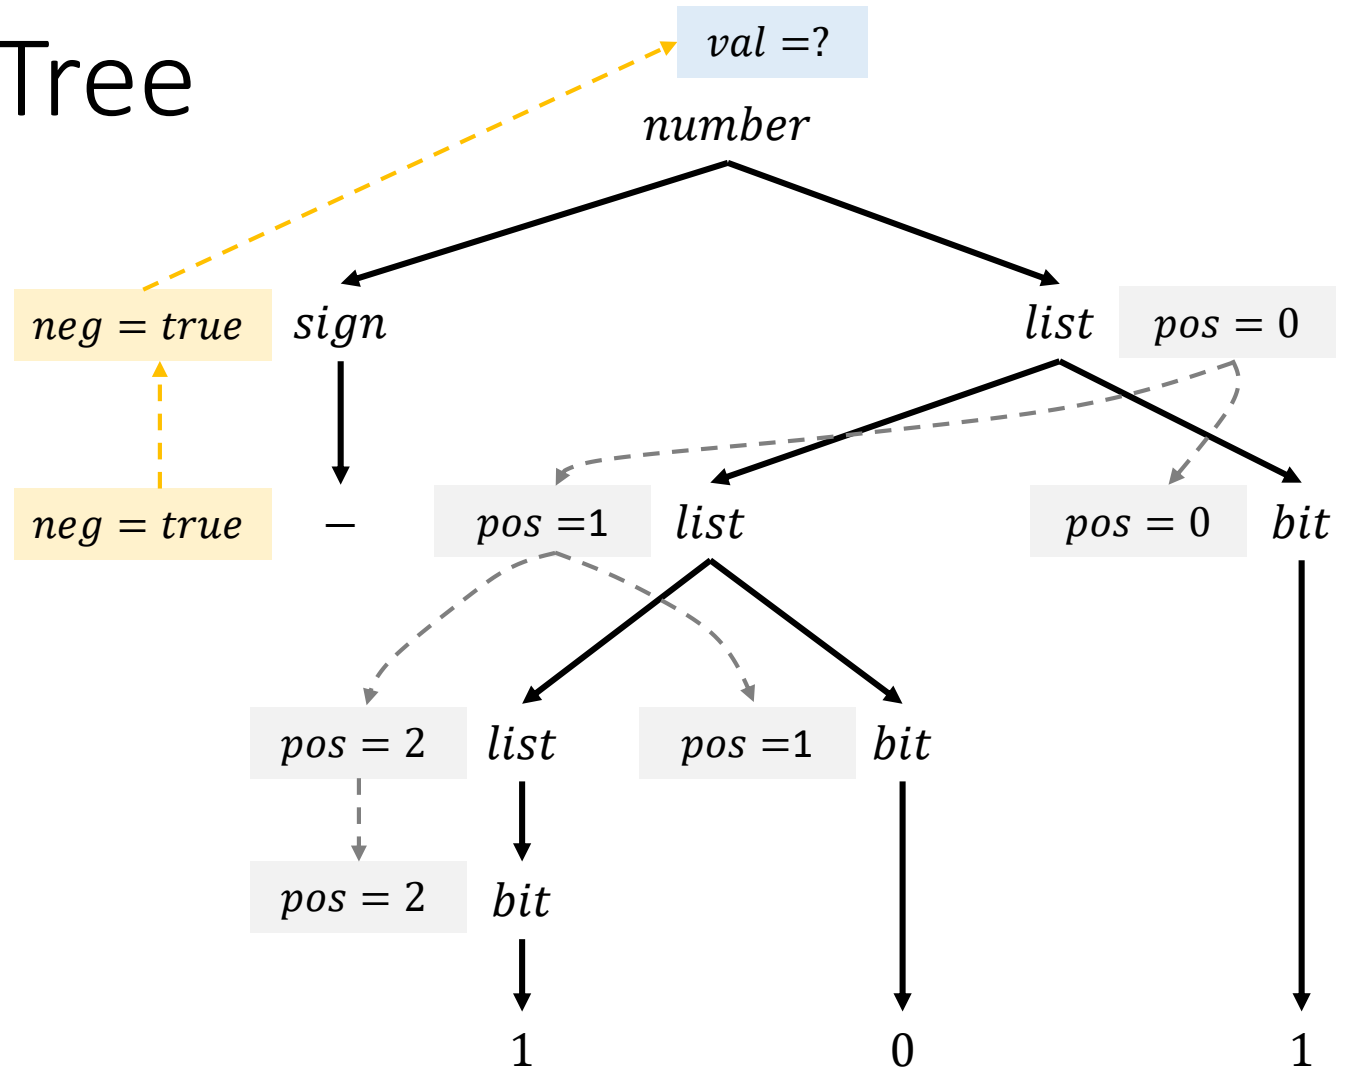 Tree
val =?
number
neg = true sign list pos = 0
neg = true − pos =1 list pos = 0 bit
pos = 2 list pos =1 bit
pos = 2 bit
1 0 1